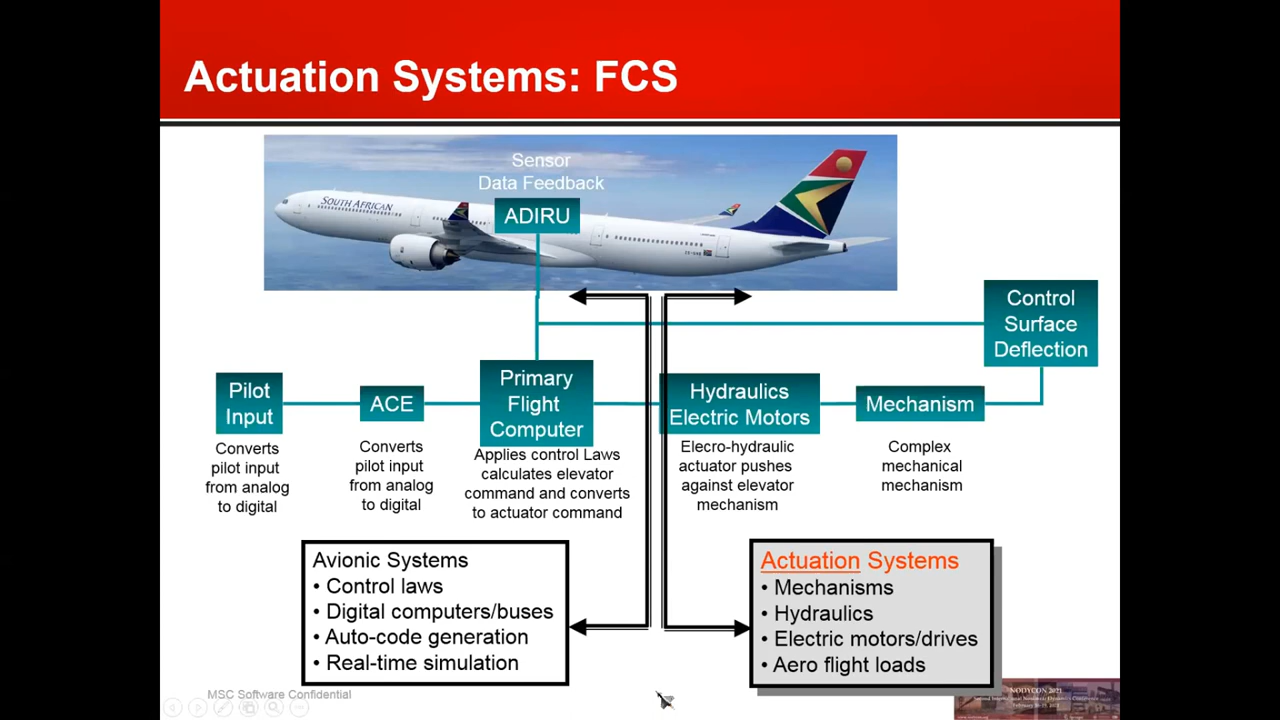 Actuation Systems: FCS
Sensor
Data Feedback
ADIRU
SOUTH AFRICAN
Control
Surface
Deflection
Pilot
Input
ACE
Primary
Flight
Computer
Hydraulics
Electric Motors
Mechanism
Converts
pilot input
from analog
to digital
Converts
pilot input
from analog
to digital
Applies control Laws
calculates elevator
command and converts
to actuator command
Elecro-hydraulic
actuator pushes
against elevator
mechanism
Complex
mechanical
mechanism
Avionic Systems
• Control laws
• Digital computers/buses
• Auto-code generation
• Real-time simulation
Actuation Systems
• Mechanisms
• Hydraulics
• Electric motors/drives
• Aero flight loads
MSC Software Confidential
NODYCON 2021